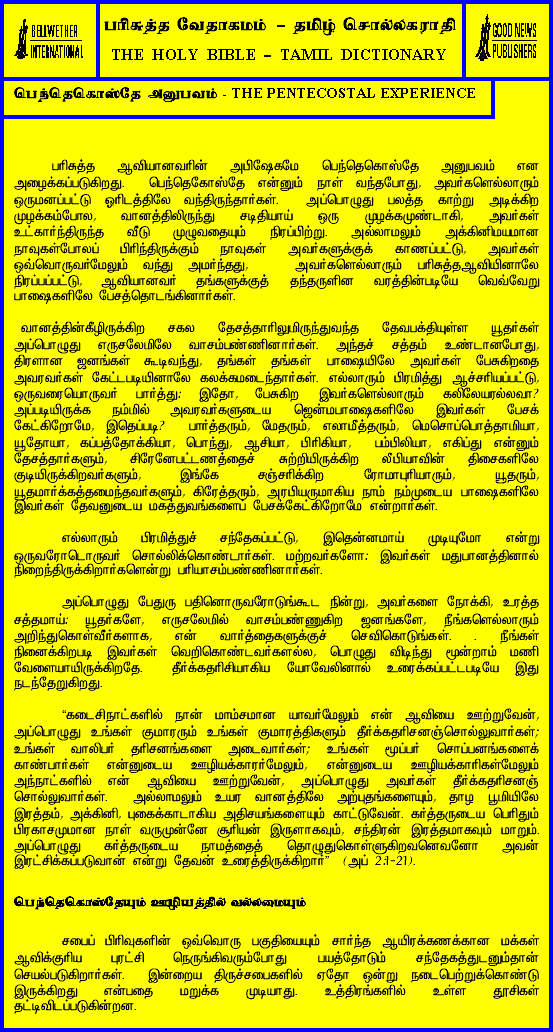 BELLWETHER
INTERNATIONAL
பரிசுத்த வேதாகமம் – தமிழ் சொல்லகராதி
THE HOLY BIBLE – TAMIL DICTIONARY
GOOD NEWS
PUBLISHERS
பெந்தெகொஸ்தே அனுபவம் - THE PENTECOSTAL EXPERIENCE
பரிசுத்த ஆவியானவரின் அபிஷேகமே பெந்தெகொஸ்தே அனுபவம் என
அழைக்கப்படுகிறது. பெந்தெகோஸ்தே என்னும் நாள் வந்தபோது, அவர்களெல்லாரும்
ஒருமனப்பட்டு ஓரிடத்திலே வந்திருந்தார்கள். அப்பொழுது பலத்த காற்று அடிக்கிற
முழக்கம்போல, வானத்திலிருந்து சடிதியாய் ஒரு முழக்கமுண்டாகி, அவர்கள்
உட்கார்ந்திருந்த வீடு முழுவதையும் நிரப்பிற்று. அல்லாமலும் அக்கினிமயமான
நாவுகள்போலப் பிரிந்திருக்கும் நாவுகள் அவர்களுக்குக் காணப்பட்டு, அவர்கள்
ஒவ்வொருவர்மேலும் வந்து அமர்ந்தது, அவர்களெல்லாரும் பரிசுத்தஆவியினாலே
நிரப்பப்பட்டு, ஆவியானவர் தங்களுக்குத் தந்தருளின வரத்தின்படியே வெவ்வேறு
பாஷைகளிலே பேசத்தொடங்கினார்கள்.
வானத்தின்கீழிருக்கிற சகல தேசத்தாரிலுமிருந்துவந்த தேவபக்தியுள்ள யூதர்கள்
அப்பொழுது எருசலேமிலே வாசம்பண்ணினார்கள். அந்தச் சத்தம் உண்டானபோது,
திரளான ஜனங்கள் கூடிவந்து, தங்கள் தங்கள் பாஷையிலே அவர்கள் பேசுகிறதை
அவரவர்கள் கேட்டபடியினாலே கலக்கமடைந்தார்கள். எல்லாரும் பிரமித்து ஆச்சரியப்பட்டு,
ஒருவரையொருவர் பார்த்து: இதோ, பேசுகிற இவர்களெல்லாரும் கலிலேயரல்லவா?
அப்படியிருக்க நம்மில் அவரவர்களுடைய ஜென்மபாஷைகளிலே இவர்கள் பேசக்
கேட்கிறோமே, இதெப்படி? பார்த்தரும், மேதரும், எலாமீத்தரும், மெசொப்பொத்தாமியா,
யூதேயா, கப்பத்தோக்கியா, பொந்து, ஆசியா, பிரிகியா, பம்பிலியா, எகிப்து என்னும்
தேசத்தார்களும், சிரேனேபட்டணத்தைச் சுற்றியிருக்கிற லீபியாவின் திசைகளிலே
குடியிருக்கிறவர்களும், இங்கே சஞ்சரிக்கிற ரோமாபுரியாரும், யூதரும்,
யூதமார்க்கத்தமைந்தவர்களும், கிரேத்தரும், அரபியருமாகிய நாம் நம்முடைய பாஷைகளிலே
இவர்கள் தேவனுடைய மகத்துவங்களைப் பேசக்கேட்கிறோமே என்றார்கள்.
எல்லாரும் பிரமித்துச் சந்தேகப்பட்டு, இதென்னமாய் முடியுமோ என்று
ஒருவரோடொருவர் சொல்லிக்கொண்டார்கள். மற்றவர்களோ: இவர்கள் மதுபானத்தினால்
நிறைந்திருக்கிறார்களென்று பரியாசம்பண்ணினார்கள்.
அப்பொழுது பேதுரு பதினொருவரோடுங்கூட நின்று, அவர்களை நோக்கி, உரத்த
சத்தமாய்: யூதர்களே, எருசலேமில் வாசம்பண்ணுகிற ஜனங்களே, நீங்களெல்லாரும்
அறிந்துகொள்வீர்களாக, என் வார்த்தைகளுக்குச் செவிகொடுங்கள். . நீங்கள்
நினைக்கிறபடி இவர்கள் வெறிகொண்டவர்களல்ல, பொழுது விடிந்து மூன்றாம் மணி
வேளையாயிருக்கிறதே. தீர்க்கதரிசியாகிய யோவேலினால் உரைக்கப்பட்டபடியே இது
நடந்தேறுகிறது.
“கடைசிநாட்களில் நான் மாம்சமான யாவர்மேலும் என் ஆவியை ஊற்றுவேன்,
அப்பொழுது உங்கள் குமாரரும் உங்கள் குமாரத்திகளும் தீர்க்கதரிசனஞ்சொல்லுவார்கள்;
உங்கள் வாலிபர் தரிசனங்களை அடைவார்கள்; உங்கள் மூப்பர் சொப்பனங்களைக்
காண்பார்கள் என்னுடைய ஊழியக்காரர்மேலும், என்னுடைய ஊழியக்காரிகள்மேலும்
அந்நாட்களில் என் ஆவியை ஊற்றுவேன், அப்பொழுது அவர்கள் தீர்க்கதரிசனஞ்
சொல்லுவார்கள். அல்லாமலும் உயர வானத்திலே அற்புதங்களையும், தாழ பூமியிலே
இரத்தம், அக்கினி, புகைக்காடாகிய அதிசயங்களையும் காட்டுவேன். கர்த்தருடைய பெரிதும்
பிரகாசமுமான நாள் வருமுன்னே சூரியன் இருளாகவும், சந்திரன் இரத்தமாகவும் மாறும்.
அப்பொழுது கர்த்தருடைய நாமத்தைத் தொழுதுகொள்ளுகிறவனெவனோ அவன்
இரட்சிக்கப்படுவான் என்று தேவன் உரைத்திருக்கிறார்” (அப் 2:1-21).
பெந்தெகொஸ்தேயும் ஊழியத்தில் வல்லமையும்
சபைப் பிரிவுகளின் ஒவ்வொரு பகுதியையும் சார்ந்த ஆயிரக்கணக்கான மக்கள்
ஆவிக்குரிய புரட்சி நெருங்கிவரும்போது பயத்தோடும் சந்தேகத்துடனும்தான்
செயல்படுகிறார்கள். இன்றைய திருச்சபைகளில் ஏதோ ஒன்று நடைபெற்றுக்கொண்டு
இருக்கிறது என்பதை மறுக்க முடியாது. உத்திரங்களில் உள்ள தூசிகள்
தட்டிவிடப்படுகின்றன.